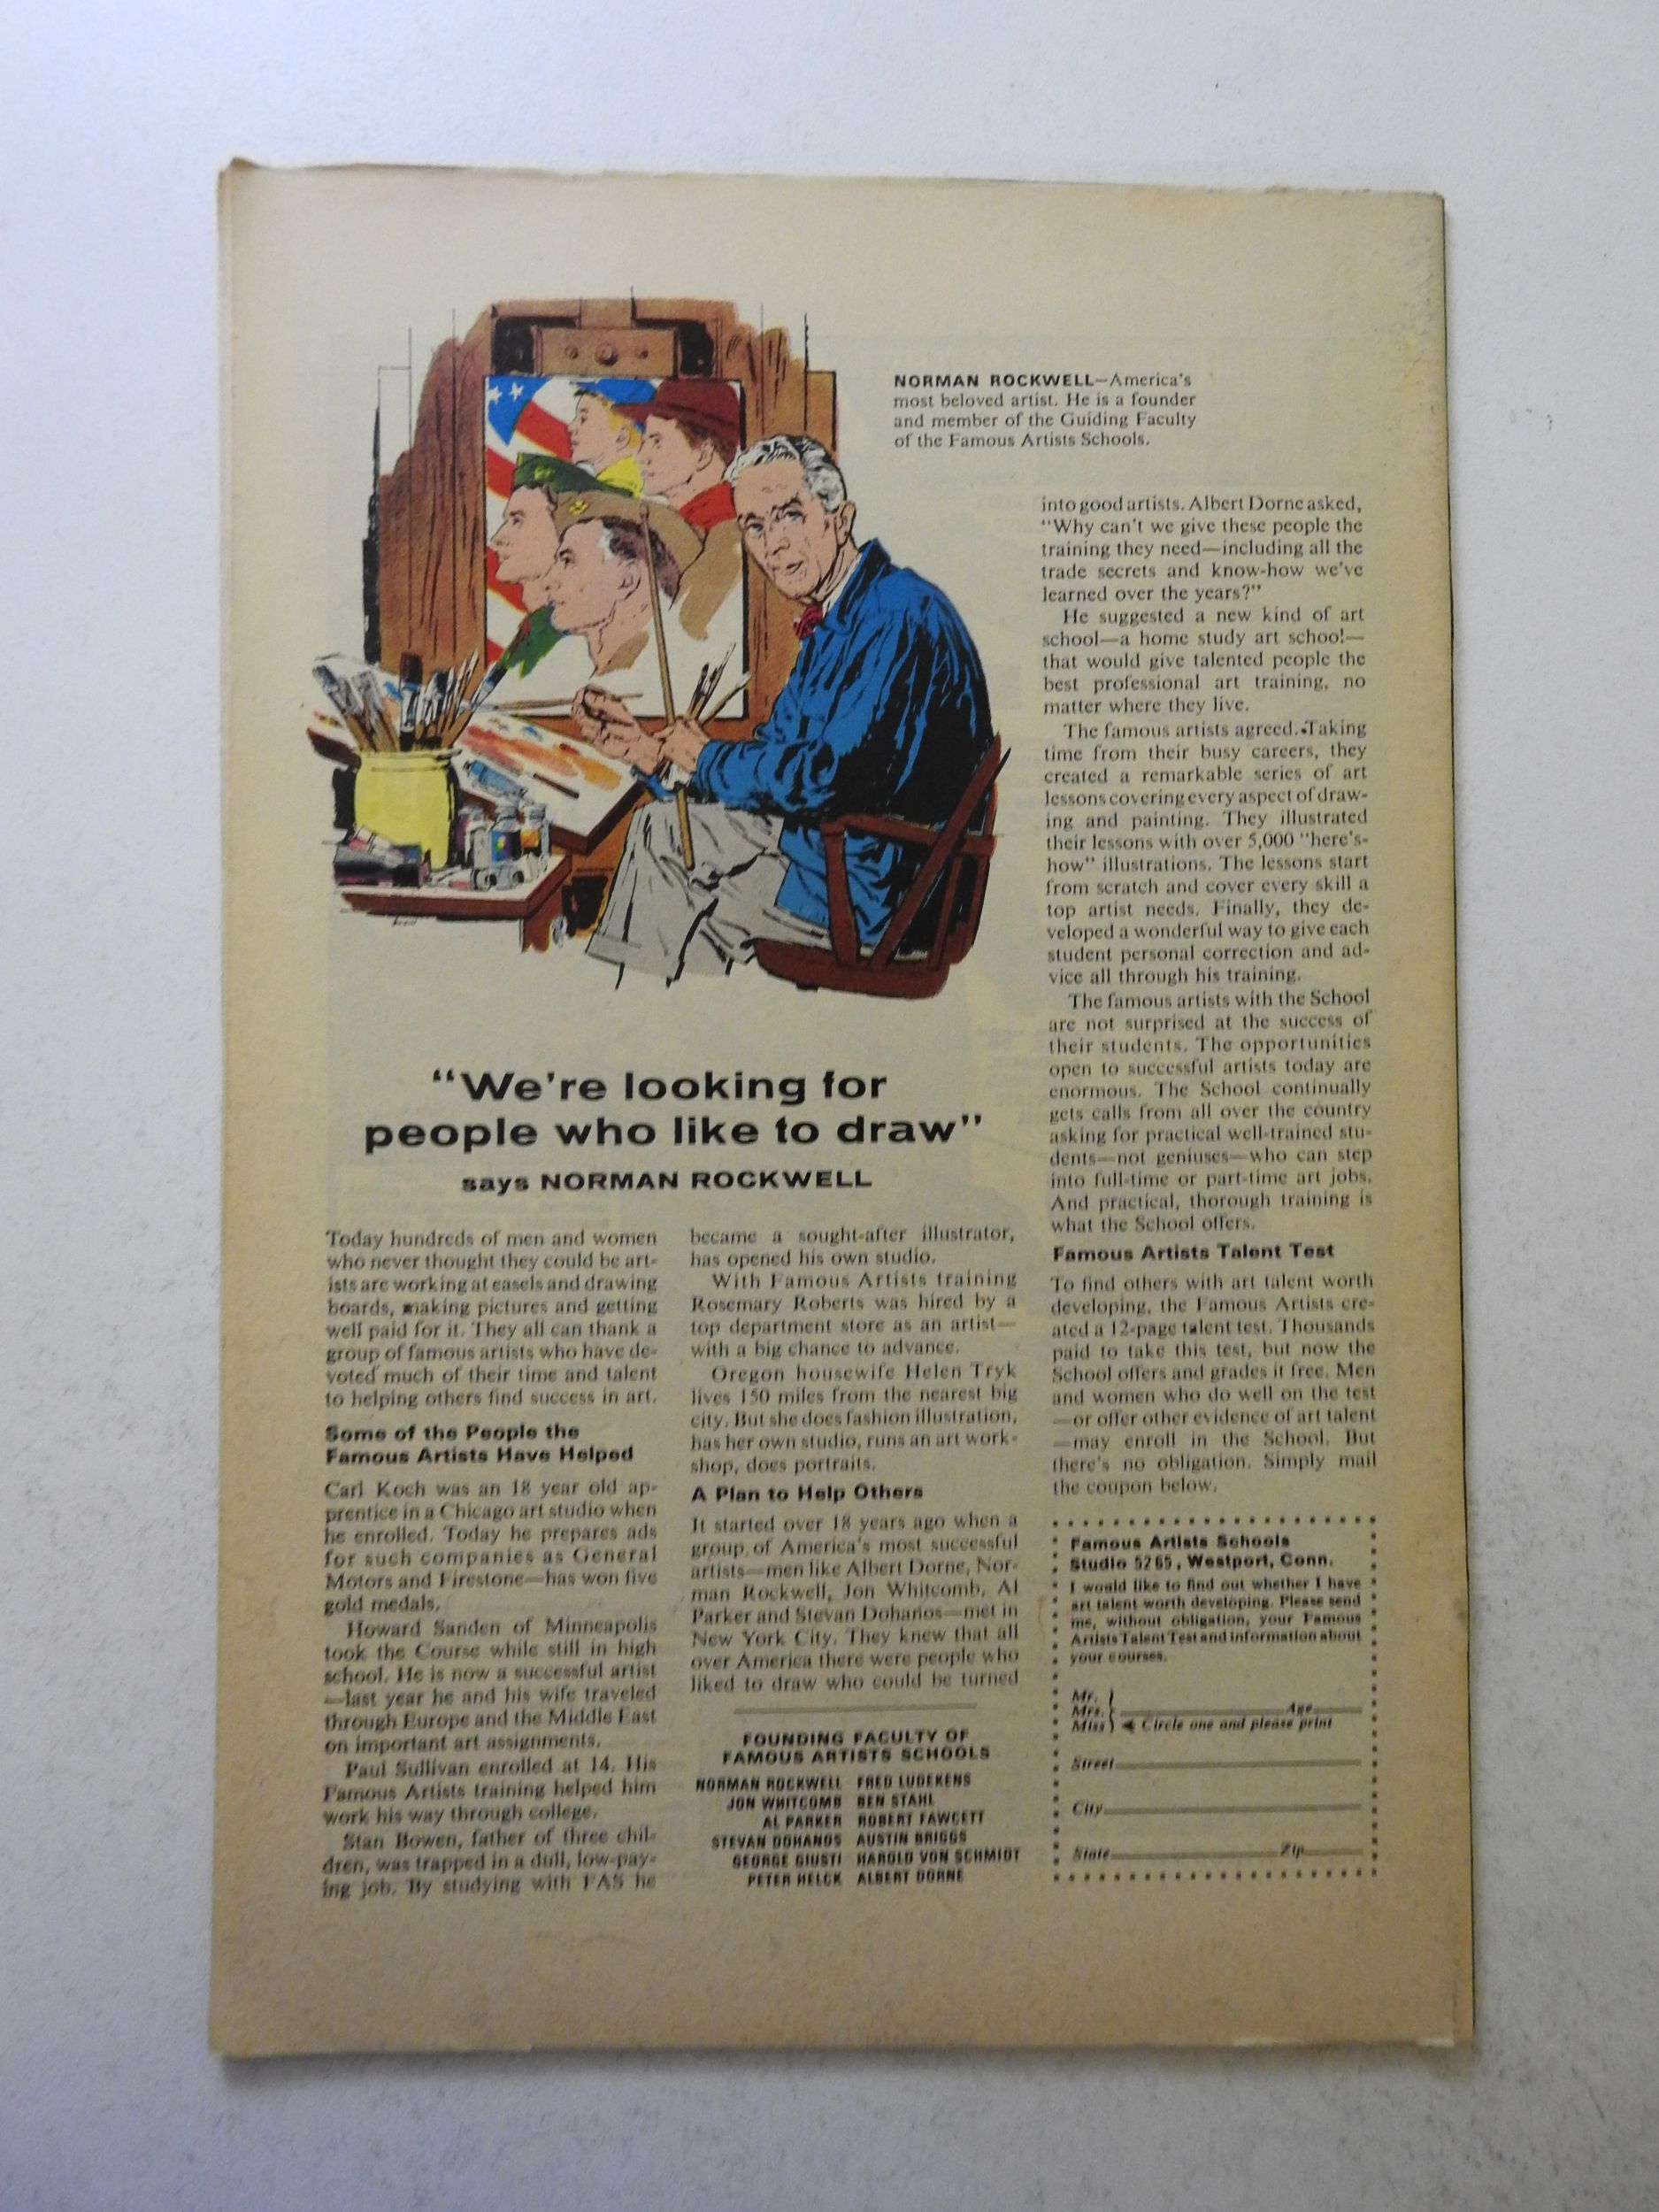 NORMAN ROCKWELL—America's
most beloved artist. He is a founder
and member of the Guiding Faculty
of the Famous Artists Schools.
"We're looking for
people who like to draw"
says NORMAN ROCKWELL
Today hundreds of men and women
who never thought they could be art-
ists are working at easels and drawing
boards, making pictures and getting
well paid for it. They all can thank a
group of famous artists who have de-
voted much of their time and talent
to helping others find success in art.
Some of the People the
Famous Artists Have Helped
Carl Koch was an 18 year old ap-
prentice in a Chicago art studio when
he enrolled. Today he prepares ads
for such companies as General
Motors and Firestone—has won five
gold medals.
Howard Sanden of Minneapolis
took the Course while still in high
school. He is now a successful artist
—last year he and his wife traveled
through Europe and the Middle East
on important art assignments.
Paul Sullivan enrolled at 14. His
Famous Artists training helped him
work his way through college.
Stan Bowen, father of three chil-
dren, was trapped in a dull, low-pay-
ing job. By studying with FAS he
became a sought-after illustrator,
has opened his own studio.
With Famous Artists training
Rosemary Roberts was hired by a
top department store as an artist—
with a big chance to advance.
Oregon housewife Helen Tryk
lives 150 miles from the nearest big
city. But she does fashion illustration,
has her own studio, runs an art work-
shop, does portraits.
A Plan to Help Others
It started over 18 years ago when a
group of America's most successful
artists—men like Albert Dorne, Nor-
man Rockwell, Jon Whitcomb, Al
Parker and Stevan Dohanos—met in
New York City. They knew that all
over America there were people who
liked to draw who could be turned
FOUNDING FACULTY OF
FAMOUS ARTISTS SCHOOLS
NORMAN ROCKWELL FRED LUDEKENS
JON WHITCOMB BEN STAHL
AL PARKER ROBERT FAWCETT
STEVAN DOHANOS AUSTIN BRIGGS
GEORGE GIUSTI HAROLD VON SCHMIDT
PETER HELCK ALBERT DORNE
into good artists. Albert Dorne asked,
"Why can't we give these people the
training they need—including all the
trade secrets and know-how we've
learned over the years?"
He suggested a new kind of art
school—a home study art school—
that would give talented people the
best professional art training, no
matter where they live.
The famous artists agreed. Taking
time from their busy careers, they
created a remarkable series of art
lessons covering every aspect of draw-
ing and painting. They illustrated
their lessons with over 5,000 "here's-
how" illustrations. The lessons start
from scratch and cover every skill a
top artist needs. Finally, they de-
veloped a wonderful way to give each
student personal correction and ad-
vice all through his training.
The famous artists with the School
are not surprised at the success of
their students. The opportunities
open to successful artists today are
enormous. The School continually
gets calls from all over the country
asking for practical well-trained stu-
dents—not geniuses—who can step
into full-time or part-time art jobs.
And practical, thorough training is
what the School offers.
Famous Artists Talent Test
To find others with art talent worth
developing, the Famous Artists cre-
ated a 12-page talent test. Thousands
paid to take this test, but now the
School offers and grades it free. Men
and women who do well on the test
—or offer other evidence of art talent
—may enroll in the School. But
there's no obligation. Simply mail
the coupon below.
Famous Artists Schools
Studio 5265, Westport, Conn.
I would like to find out whether I have
art talent worth developing. Please send
me, without obligation, your Famous
Artists Talent Test and information about
your courses.
Mr.
Mrs. Age
Miss Circle one and please print
Street
City
State Zip